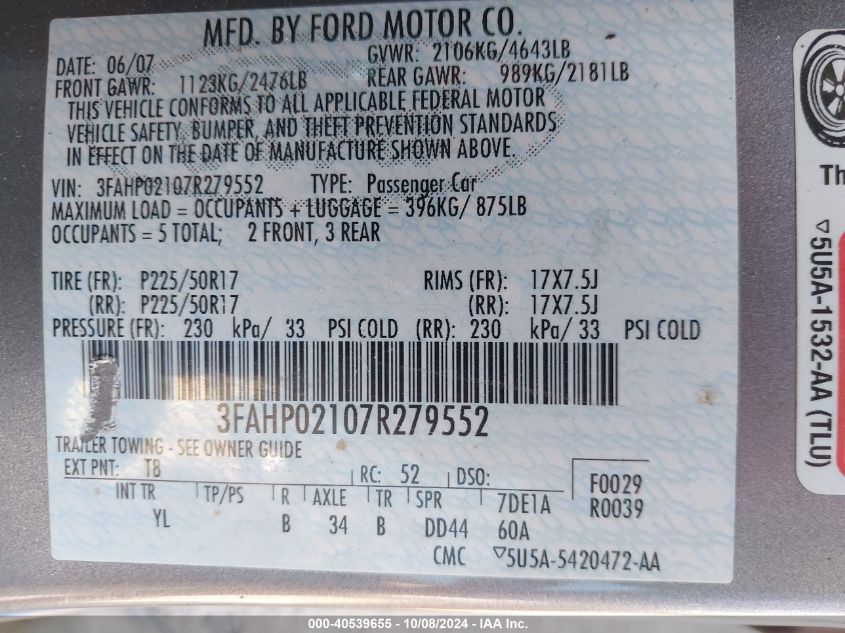 MFD. BY FORD MOTOR CO.
DATE: 06/07 GVWR: 2106KG/4643LB
FRONT GAWR: 1123KG/2476LB REAR GAWR: 989KG/2181LB
THIS VEHICLE CONFORMS TO ALL APPLICABLE FEDERAL MOTOR
VEHICLE SAFETY, BUMPER, AND THEFT PREVENTION STANDARDS
IN EFFECT ON THE DATE OF MANUFACTURE SHOWN ABOVE.
VIN: 3FAHP02107R279552 TYPE: Passenger Car
MAXIMUM LOAD = OCCUPANTS + LUGGAGE = 396KG/ 875LB
OCCUPANTS = 5 TOTAL; 2 FRONT, 3 REAR
TIRE (FR): P225/50R17 RIMS (FR): 17X7.5J
(RR): P225/50R17 (RR): 17X7.5J
PRESSURE (FR): 230 kPa/ 33 PSI COLD (RR): 230 kPa/ 33 PSI COLD
3FAHP02107R279552
TRAILER TOWING - SEE OWNER GUIDE
EXT PNT: T8 RC: 52 DSO:
F0029
R0039
INT TR TP/PS R AXLE TR SPR 7DE1A
YL B 34 B DD44 60A
CMC ▽5U5A-5420472-AA
Th
▽5U5A-1532-AA (TLU)
000-40539655 - 10/08/2024 - IAA Inc.